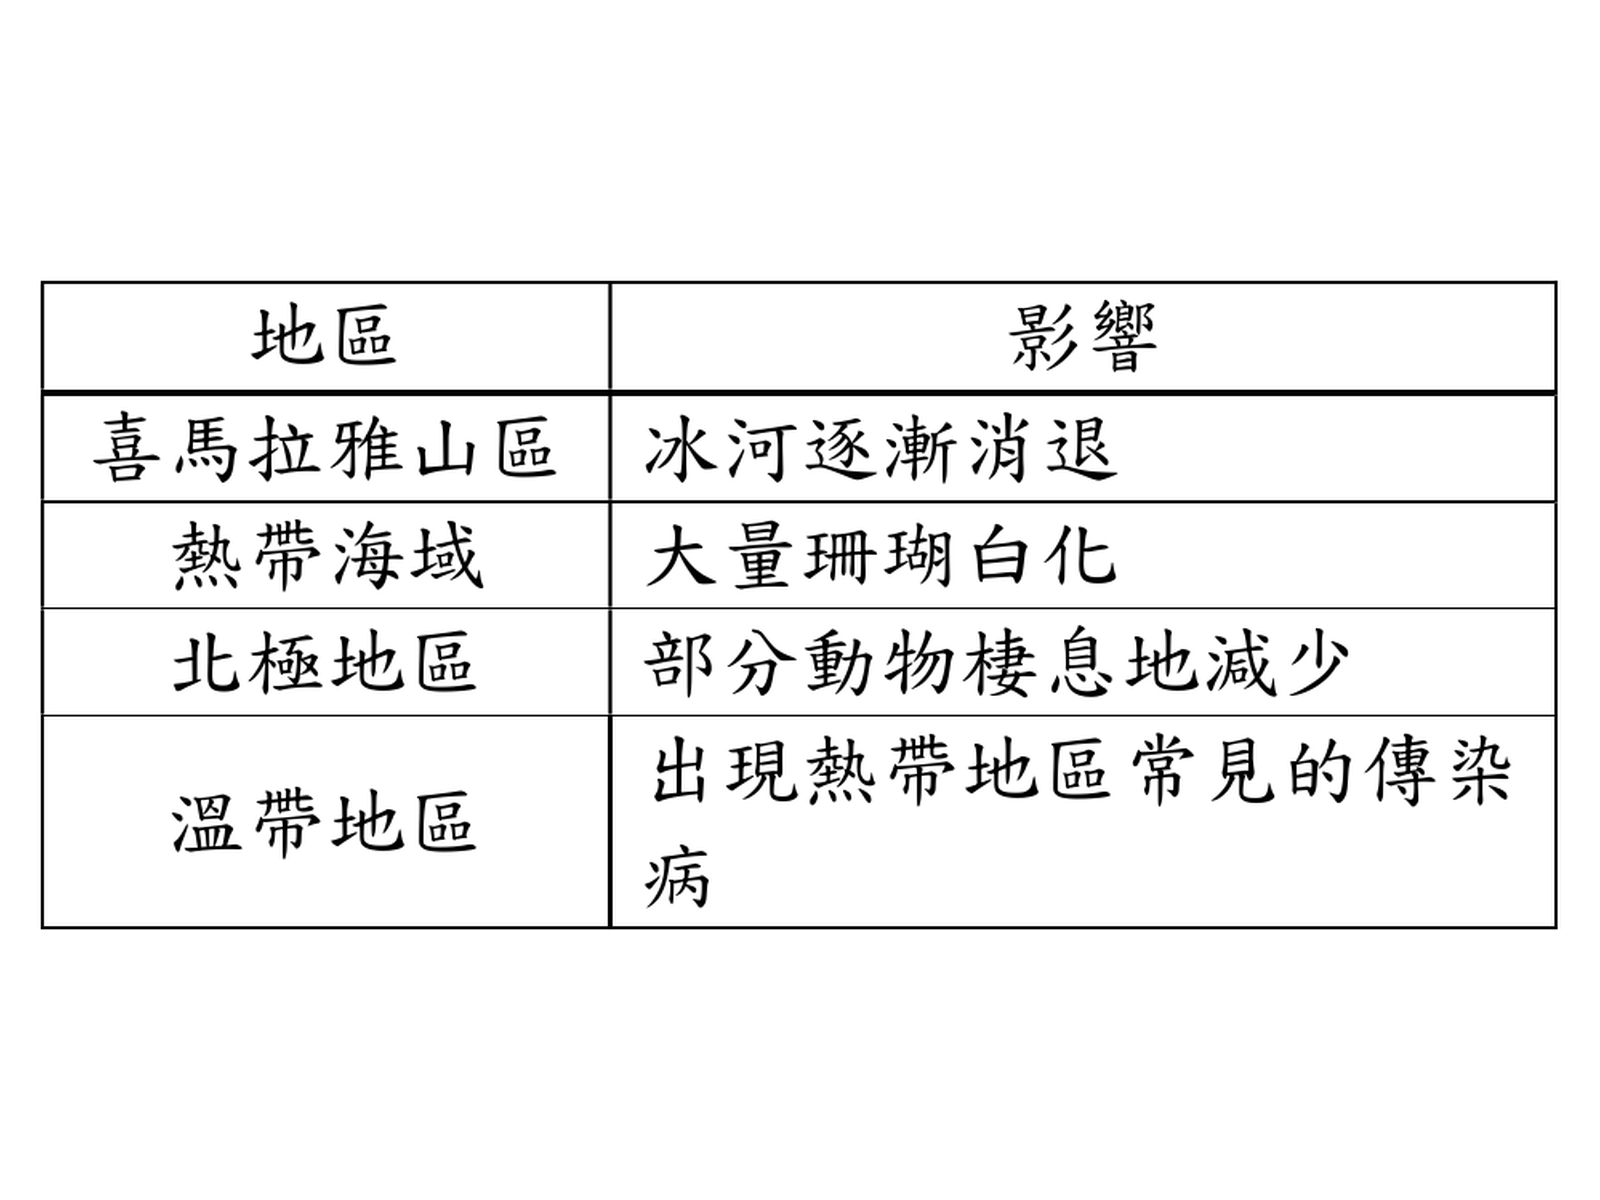 地區 影響
喜馬拉雅山區 冰河逐漸消退
熱帶海域 大量珊瑚白化
北極地區 部分動物棲息地減少
溫帶地區 出現熱帶地區常見的傳染
病